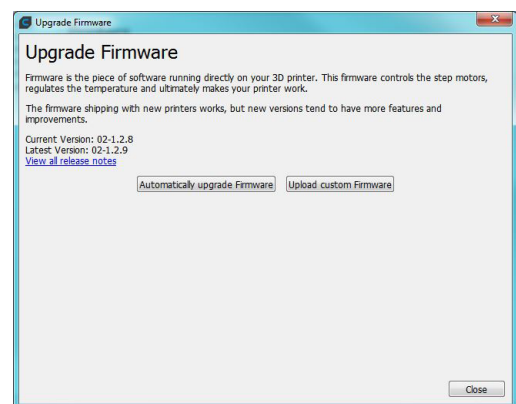 Upgrade Firmware
Upgrade Firmware
Firmware is the piece of software running directly on your 3D printer. This firmware controls the step motors,
regulates the temperature and ultimately makes your printer work.
The firmware shipping with new printers works, but new versions tend to have more features and
improvements.
Current Version: 02-1.2.8
Latest Version: 02-1.2.9
View all release notes
Automatically upgrade Firmware Upload custom Firmware
Close